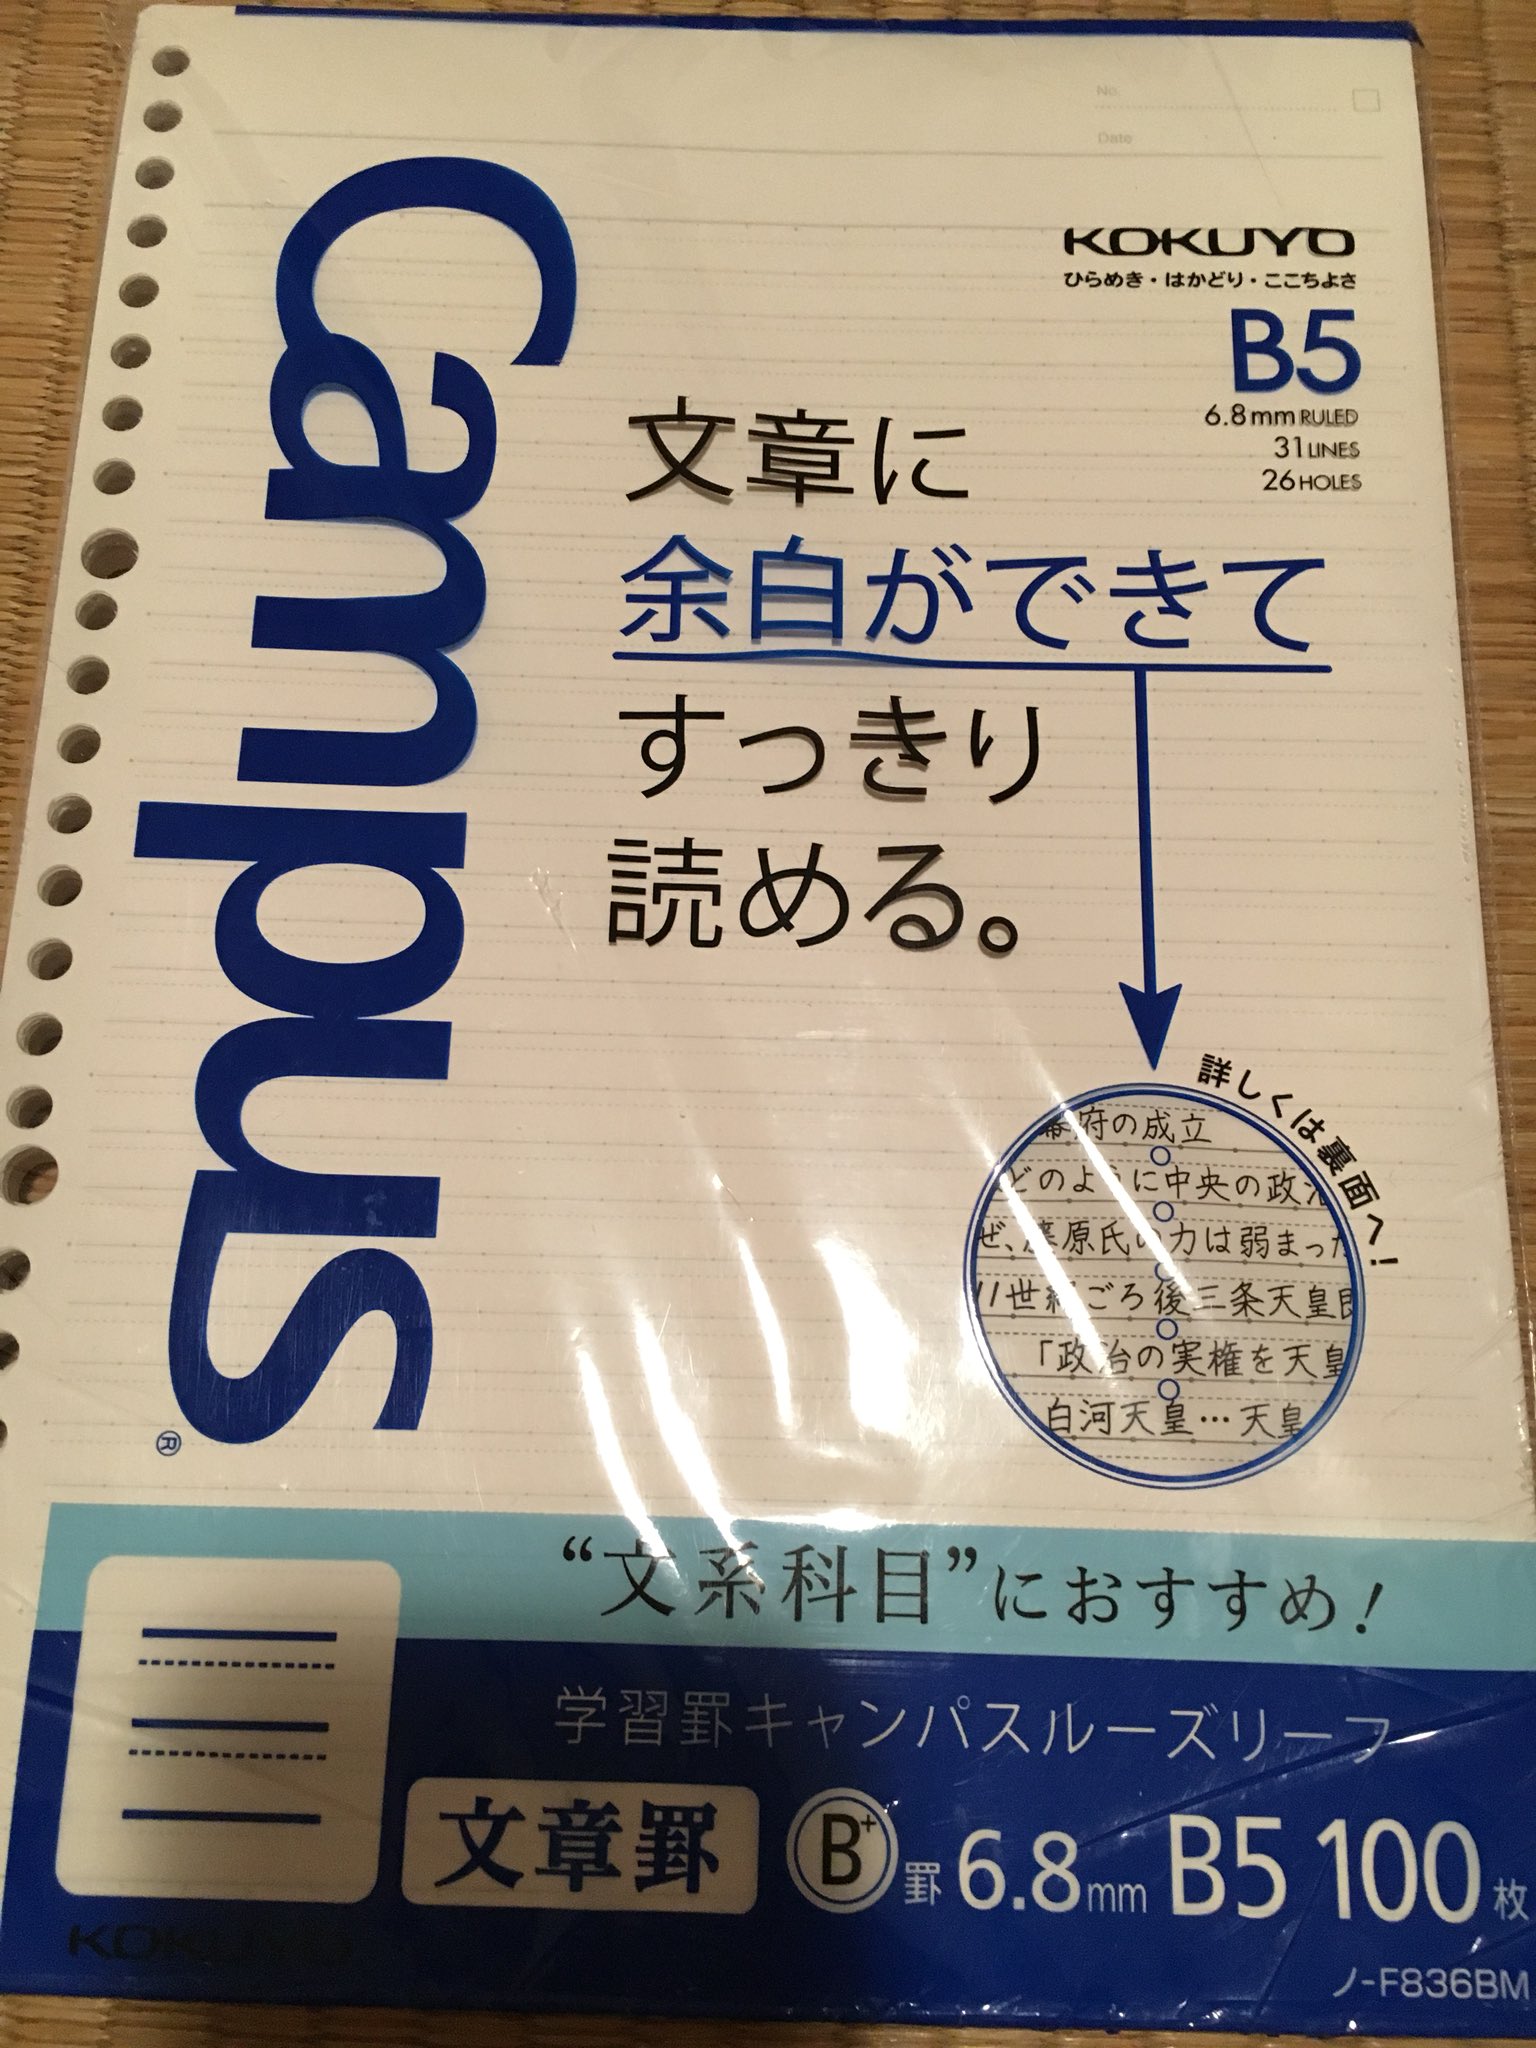 No.
Date
KOKUYO
ひらめき・はかどり・ここちよさ
B5
6.8mm RULED
31 LINES
26 HOLES
Campus®
文章に
余白ができて
すっきり
読める。
詳しくは裏面へ!
幕府の成立
どのように中央の政治
ぜ、藤原氏の力は弱まった
11世紀ごろ後三条天皇
「政治の実権を天皇
白河天皇…天皇
“文系科目”におすすめ!
学習罫キャンパスルーズリーフ
文章罫 B+罫 6.8mm B5 100枚
KOKUYO
ノ-F836BM